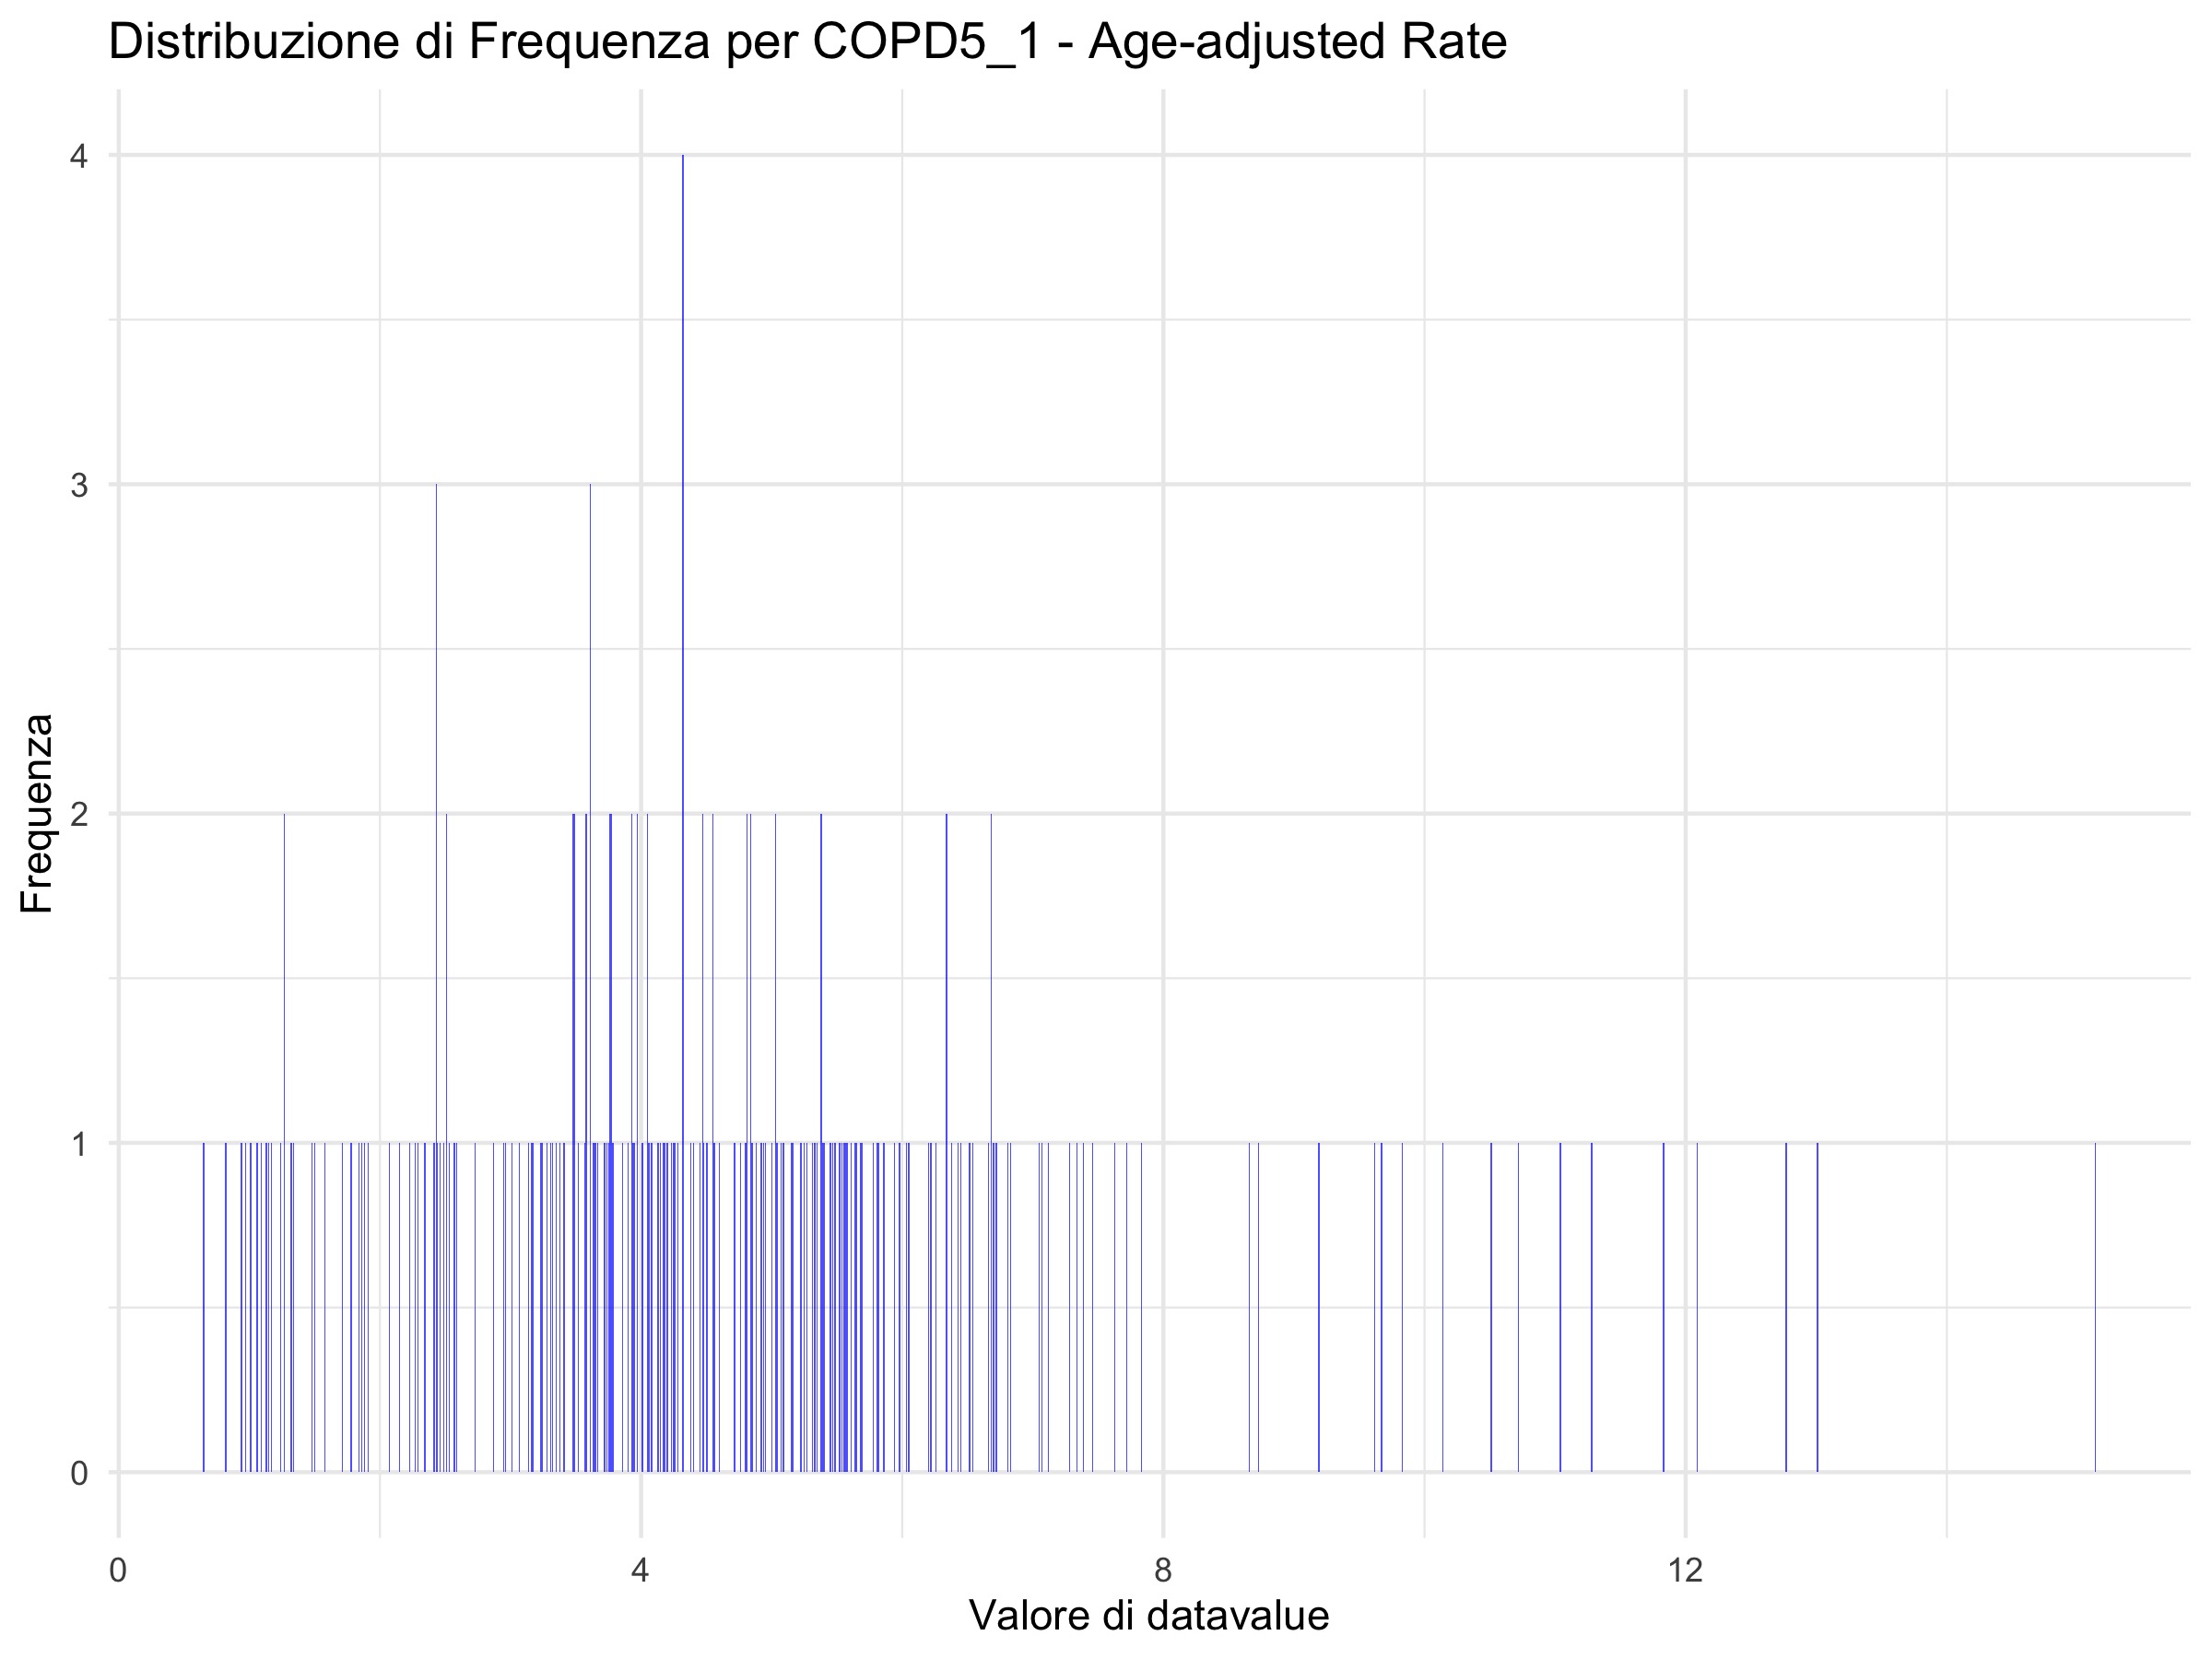 Distribuzione di Frequenza per COPD5_1 - Age-adjusted Rate
4
3
2
1
0
Frequenza
0 4 8 12
Valore di datavalue